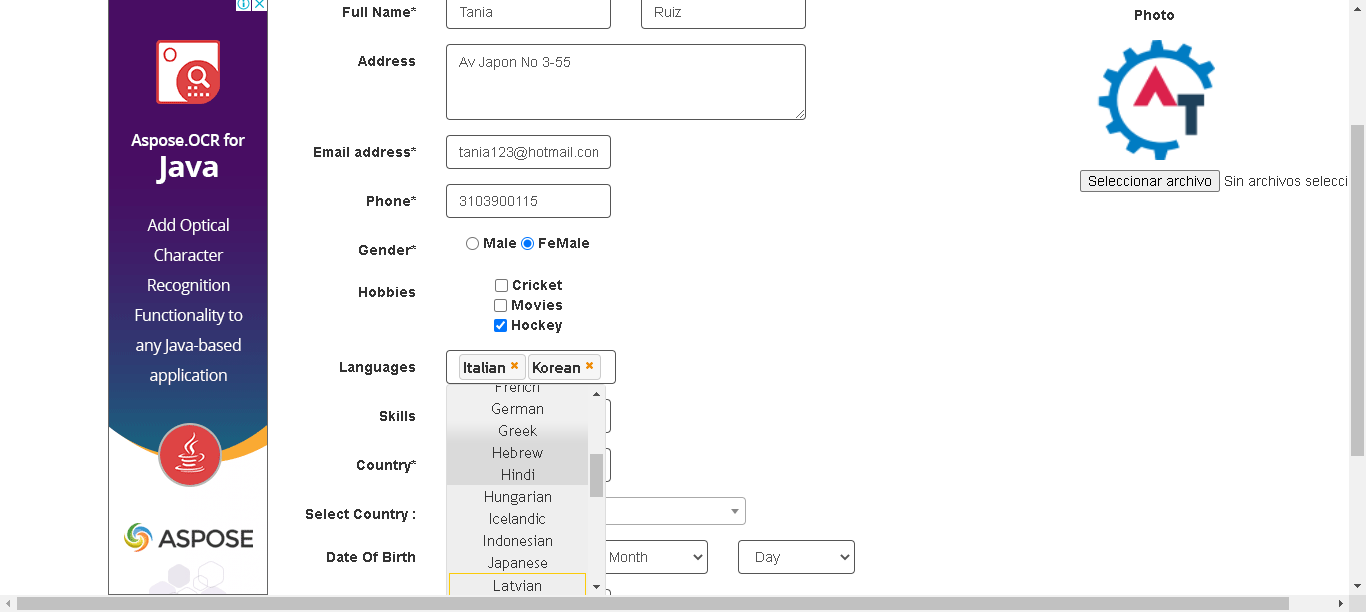 Full Name*
Tania
Ruiz
Photo
Address
Av Japon No 3-55
Aspose.OCR for
Java
Email address*
tania123@hotmail.con
Seleccionar archivo
Sin archivos selecci
Phone*
3103900115
Add Optical
Character
Recognition
Functionality to
any Java-based
application
Gender*
Male
FeMale
Hobbies
Cricket
Movies
Hockey
Languages
Italian
Korean
French
German
Greek
Hebrew
Hindi
Hungarian
Icelandic
Indonesian
Japanese
Latvian
Skills
Country*
Select Country :
Date Of Birth
Month
Day
ASPOSE